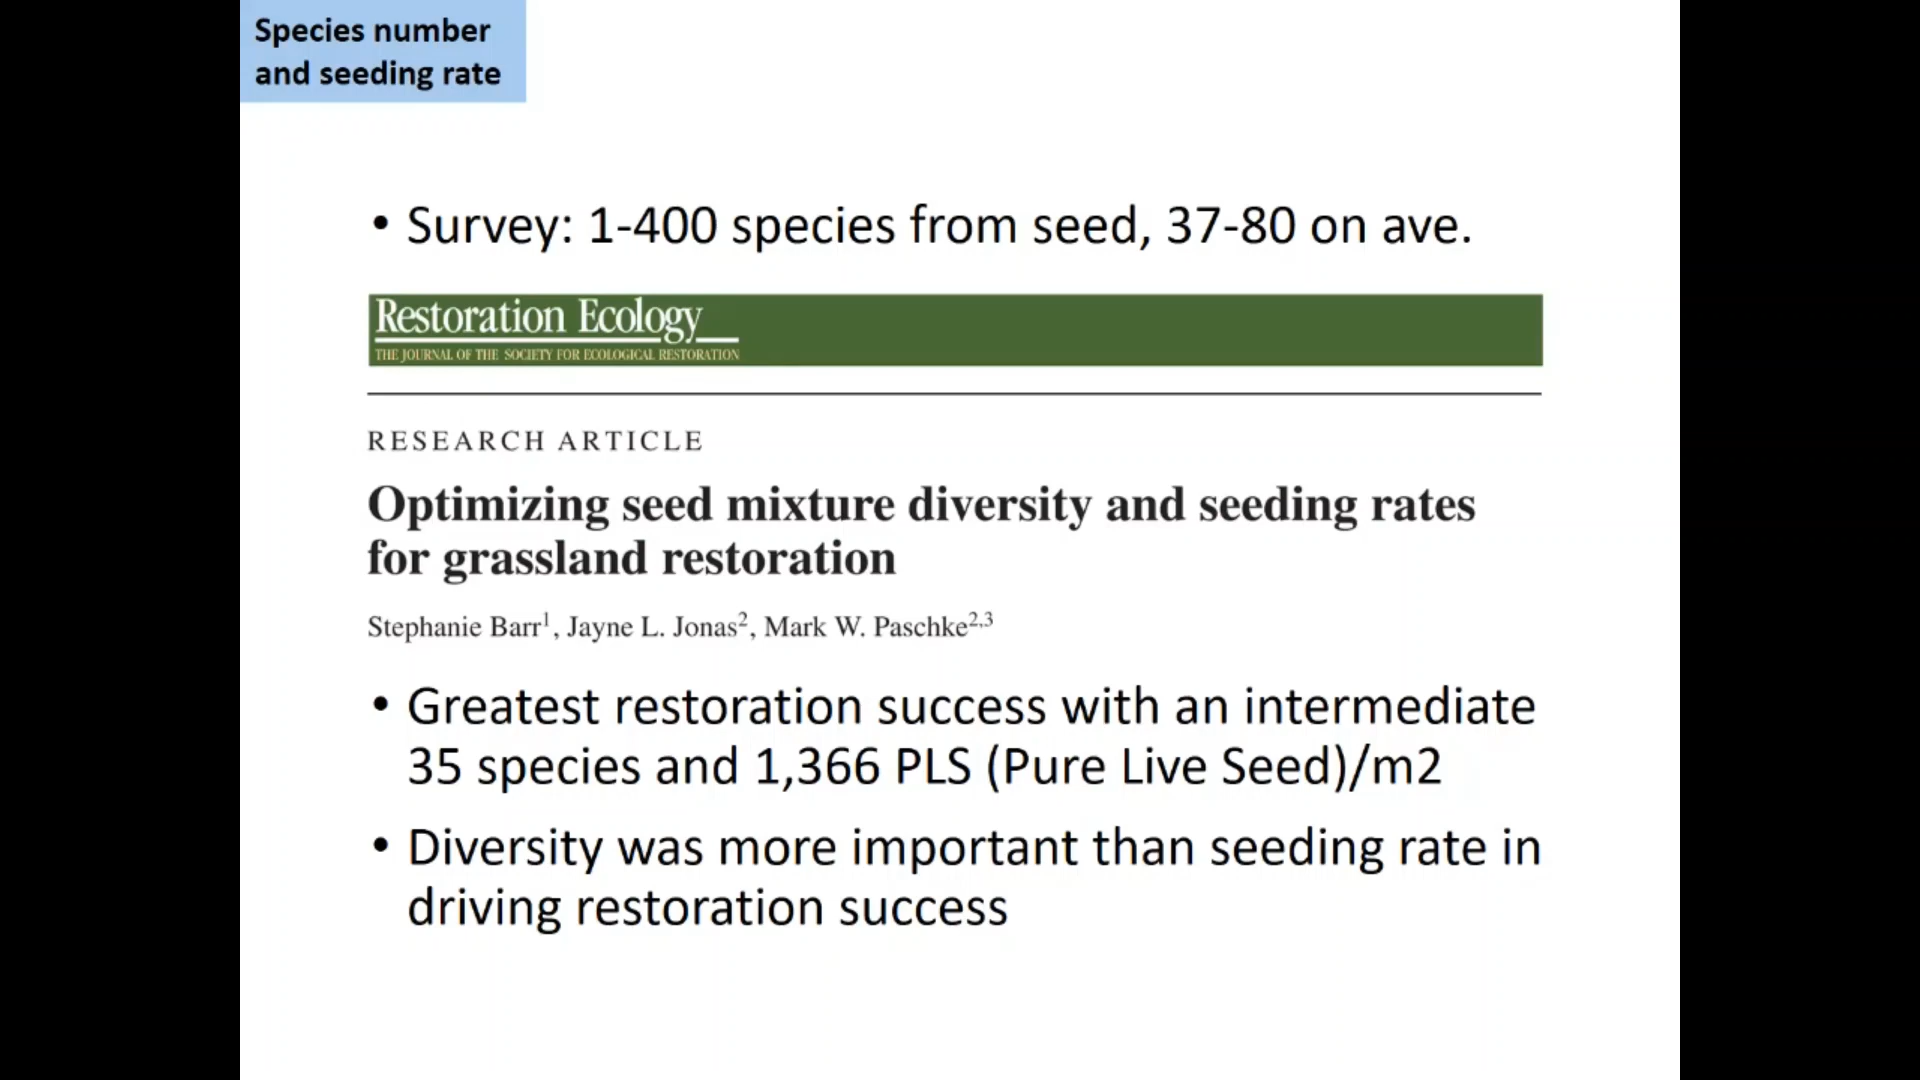 Species number
and seeding rate
• Survey: 1-400 species from seed, 37-80 on ave.
Restoration Ecology
THE JOURNAL OF THE SOCIETY FOR ECOLOGICAL RESTORATION
RESEARCH ARTICLE
Optimizing seed mixture diversity and seeding rates
for grassland restoration
Stephanie Barr1, Jayne L. Jonas2, Mark W. Paschke2,3
• Greatest restoration success with an intermediate
35 species and 1,366 PLS (Pure Live Seed)/m2
• Diversity was more important than seeding rate in
driving restoration success